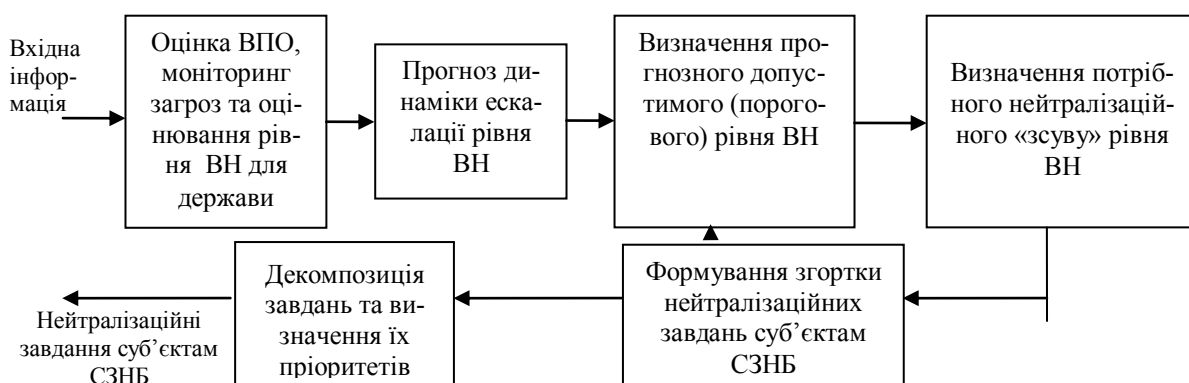 Вхідна
інфор-
мація
Оцінка ВПО,
моніторинг
загроз та оці-
нювання рів-
ня ВН для
держави
Прогноз ди-
наміки еска-
лації рівня
ВН
Визначення про-
гнозного допус-
тимого (порого-
вого) рівня ВН
Визначення потріб-
ного нейтралізацій-
ного «зсуву» рівня
ВН
Формування згортки
нейтралізаційних
завдань суб’єктам
СЗНБ
Декомпозиція
завдань та ви-
значення їх
пріоритетів
Нейтралізаційні
завдання суб’єктам
СЗНБ